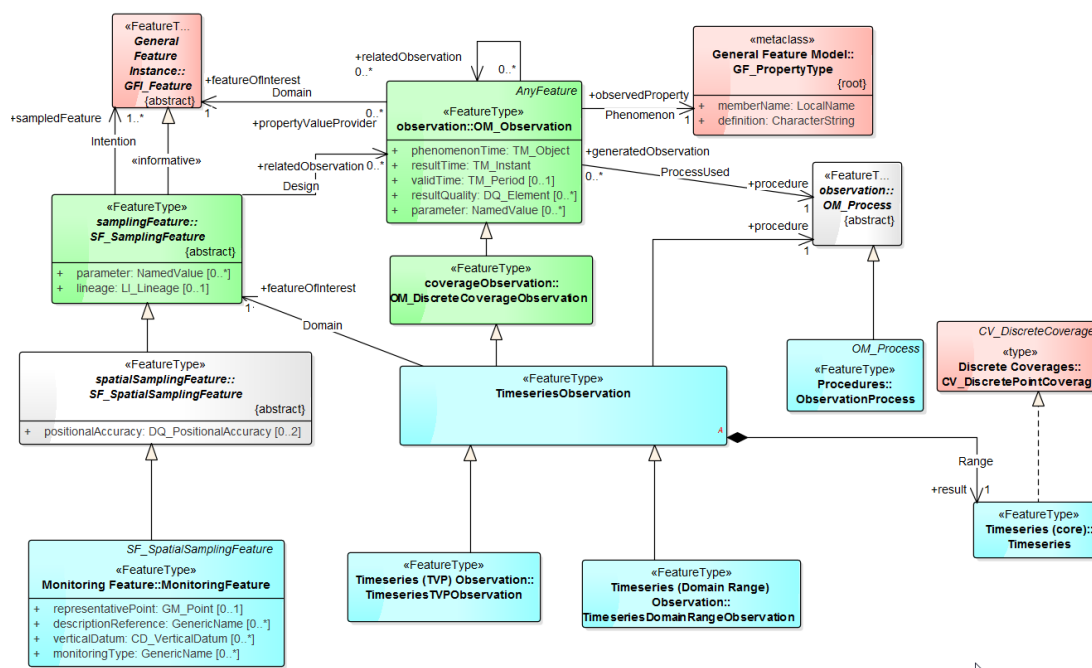 «FeatureT...
General
Feature
Instance::
GFI_Feature
{abstract}
+relatedObservation
0..*
0..*
«metaclass»
General Feature Model::
GF_PropertyType
{root}
+ memberName: LocalName
+ definition: CharacterString
+featureOfInterest
Domain
1
0..*
+propertyValueProvider
AnyFeature
«FeatureType»
observation::OM_Observation
+ phenomenonTime: TM_Object
+ resultTime: TM_Instant
+ validTime: TM_Period [0..1]
+ resultQuality: DQ_Element [0..*]
+ parameter: NamedValue [0..*]
+observedProperty
Phenomenon
1
+generatedObservation
0..*
ProcessUsed
+procedure
1
+sampledFeature
1..*
Intention
«informative»
+relatedObservation
0..*
Design
«FeatureT...
observation::
OM_Process
{abstract}
+procedure
1
«FeatureType»
samplingFeature::
SF_SamplingFeature
{abstract}
+ parameter: NamedValue [0..*]
+ lineage: LI_Lineage [0..1]
«FeatureType»
coverageObservation::
OM_DiscreteCoverageObservation
+featureOfInterest
1
Domain
«FeatureType»
spatialSamplingFeature::
SF_SpatialSamplingFeature
{abstract}
+ positionalAccuracy: DQ_PositionalAccuracy [0..2]
«FeatureType»
TimeseriesObservation
A
OM_Process
«FeatureType»
Procedures::
ObservationProcess
CV_DiscreteCoverage
«type»
Discrete Coverages::
CV_DiscretePointCoverag
Range
+result
1
«FeatureType»
Timeseries (core)::
Timeseries
SF_SpatialSamplingFeature
«FeatureType»
Monitoring Feature::MonitoringFeature
+ representativePoint: GM_Point [0..1]
+ descriptionReference: GenericName [0..*]
+ verticalDatum: CD_VerticalDatum [0..*]
+ monitoringType: GenericName [0..*]
«FeatureType»
Timeseries (TVP) Observation::
TimeseriesTVPObservation
«FeatureType»
Timeseries (Domain Range)
Observation::
TimeseriesDomainRangeObservation